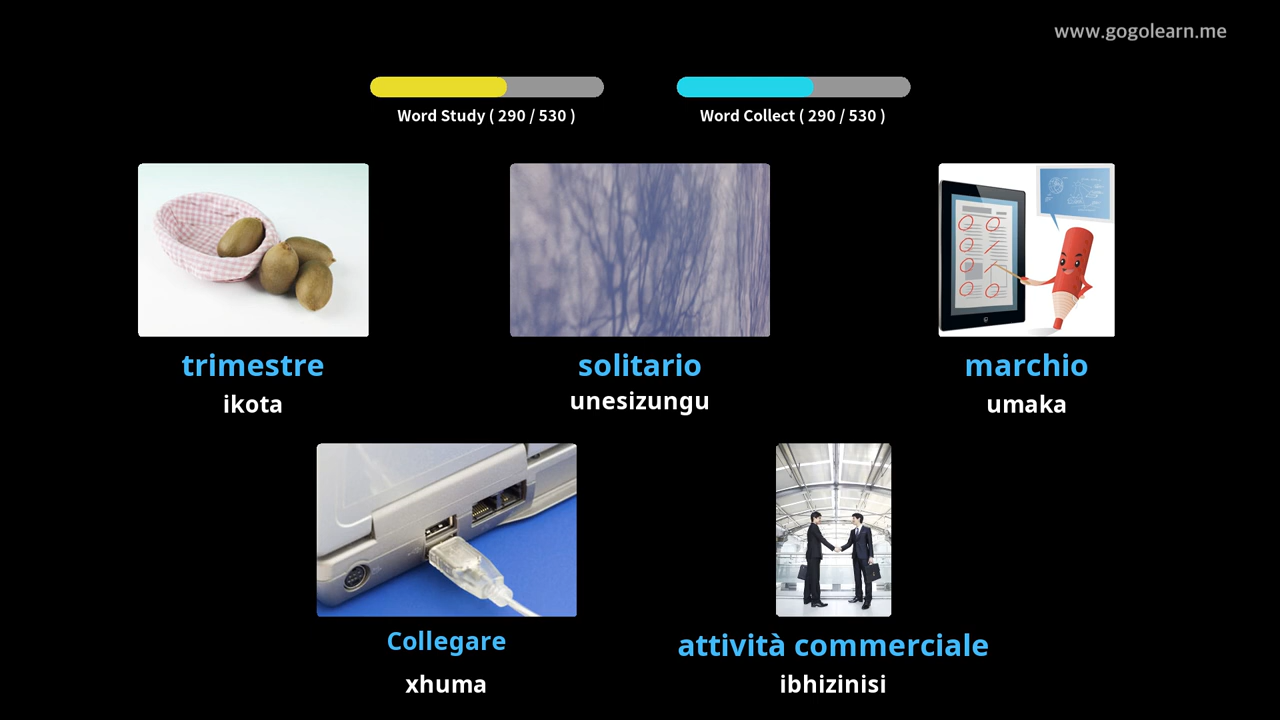 www.gogolearn.me
Word Study ( 290 / 530 )
Word Collect ( 290 / 530 )
trimestre
ikota
solitario
unesizungu
marchio
umaka
Collegare
xhuma
attività commerciale
ibhizinisi